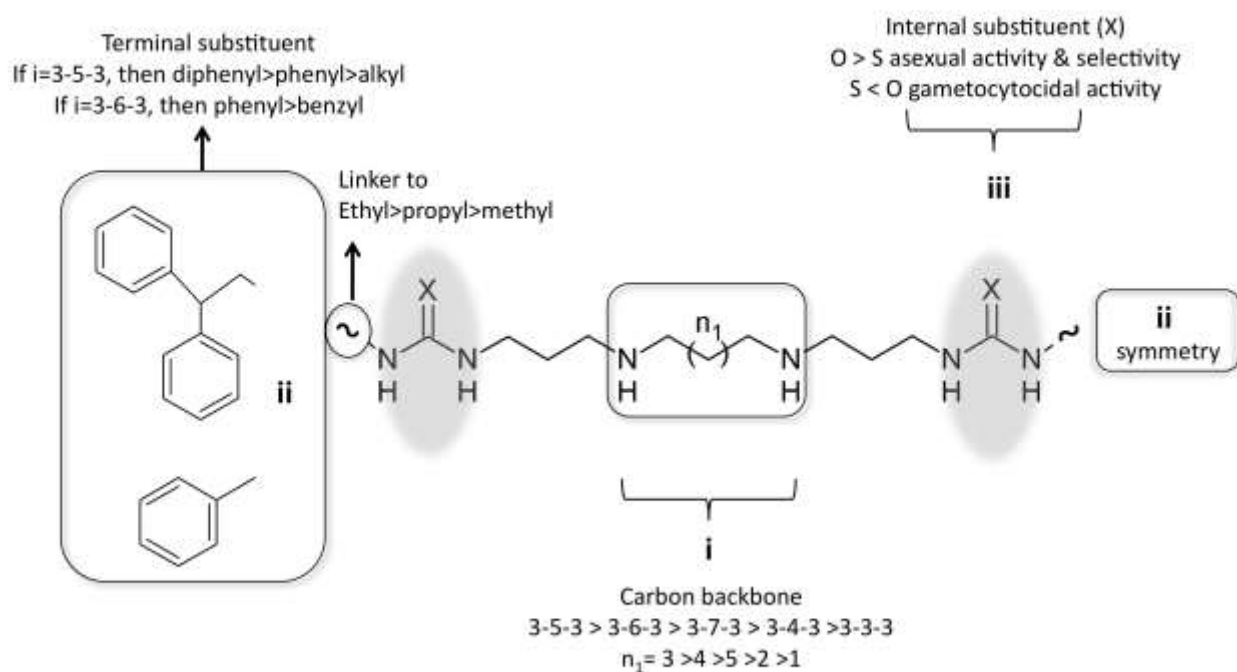 Terminal substituent
If i=3-5-3, then diphenyl>phenyl>alkyl
If i=3-6-3, then phenyl>benzyl
Internal substituent (X)
O > S asexual activity & selectivity
S < O gametocytocidal activity
iii
Linker to
Ethyl>propyl>methyl
ii
~
X
N
H
N
H
N
H
n₁
N
H
N
H
X
N
H
~
ii
symmetry
i
Carbon backbone
3-5-3 > 3-6-3 > 3-7-3 > 3-4-3 >3-3-3
n₁= 3 >4 >5 >2 >1